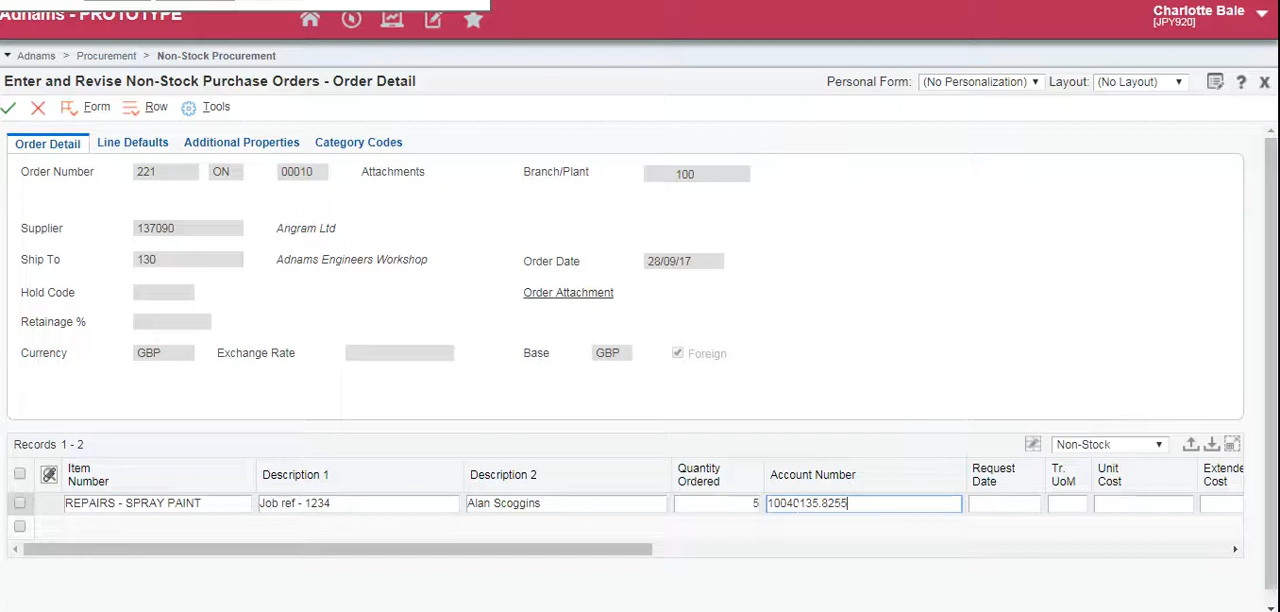 Adnams - PROTOTYPE
Charlotte Bale
[JPY920]
Adnams > Procurement > Non-Stock Procurement
Enter and Revise Non-Stock Purchase Orders - Order Detail
Personal Form: (No Personalization) Layout: (No Layout)
Form Row Tools
Order Detail Line Defaults Additional Properties Category Codes
Order Number 221 ON 00010 Attachments Branch/Plant 100
Supplier 137090 Angram Ltd
Ship To 130 Adnams Engineers Workshop Order Date 28/09/17
Hold Code Order Attachment
Retainage %
Currency GBP Exchange Rate Base GBP Foreign
Records 1 - 2 Non-Stock
Item Number Description 1 Description 2 Quantity Ordered Account Number Request Date Tr. UoM Unit Cost Extende Cost
REPAIRS - SPRAY PAINT Job ref - 1234 Alan Scoggins 5 10040135.8255